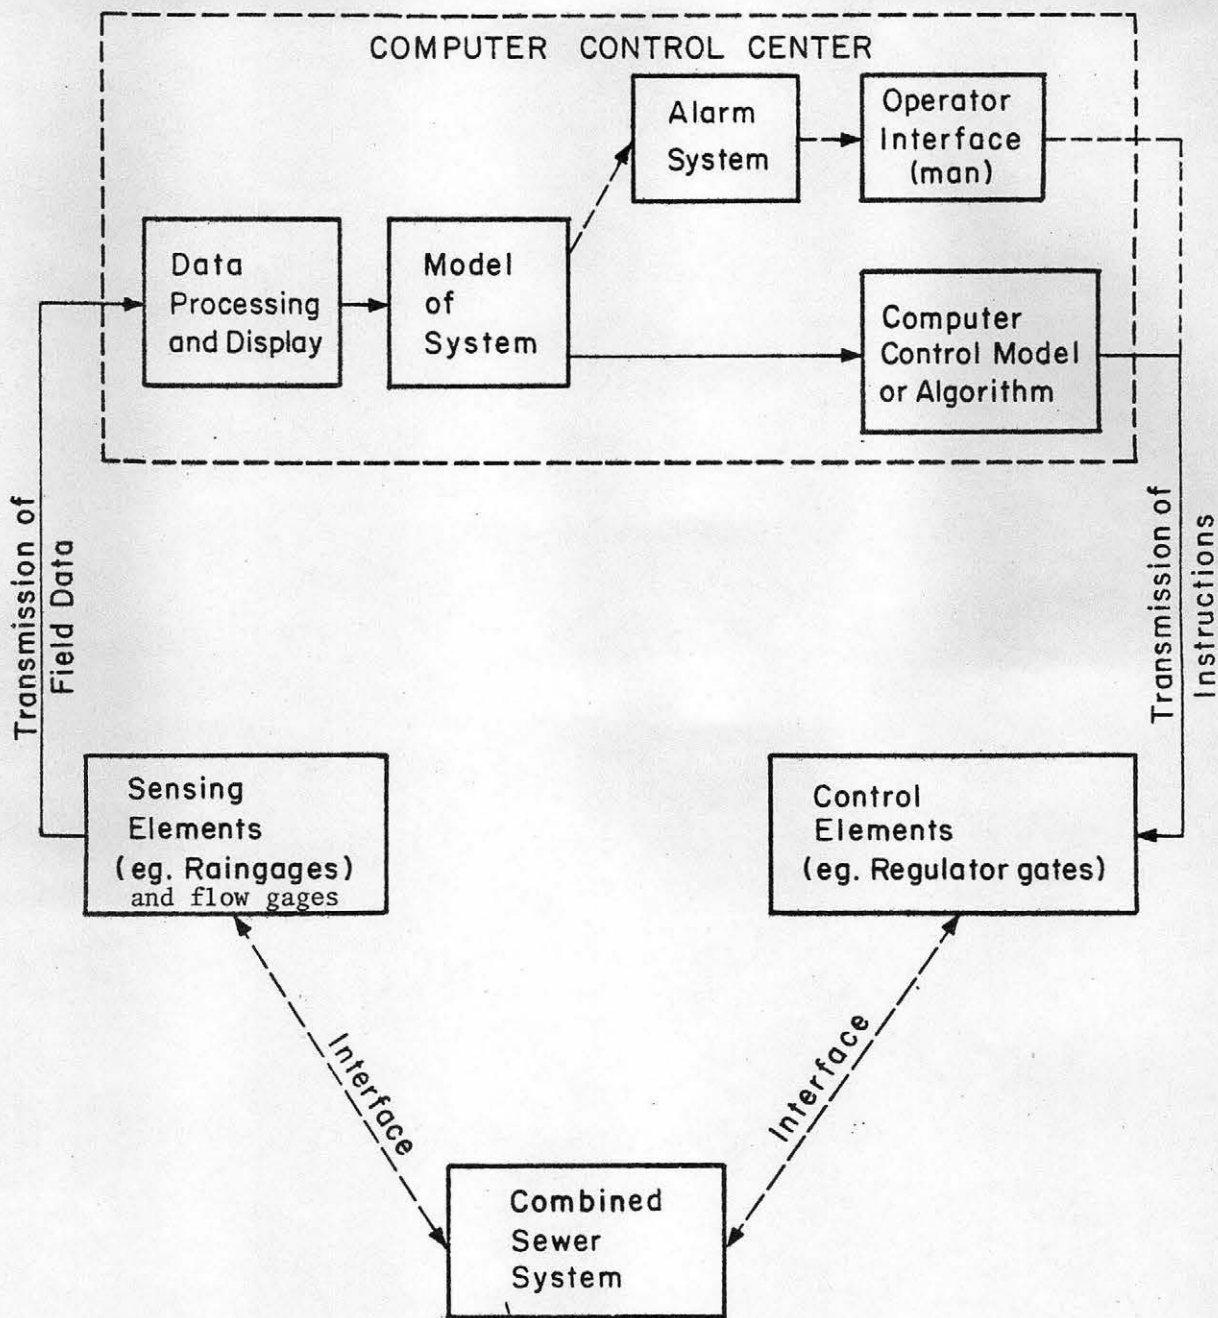 COMPUTER CONTROL CENTER
Alarm
System
Operator
Interface
(man)
Data
Processing
and Display
Model
of
System
Computer
Control Model
or Algorithm
Transmission of
Field Data
Transmission of
Instructions
Sensing
Elements
(eg. Raingages)
and flow gages
Control
Elements
(eg. Regulator gates)
Interface
Interface
Combined
Sewer
System